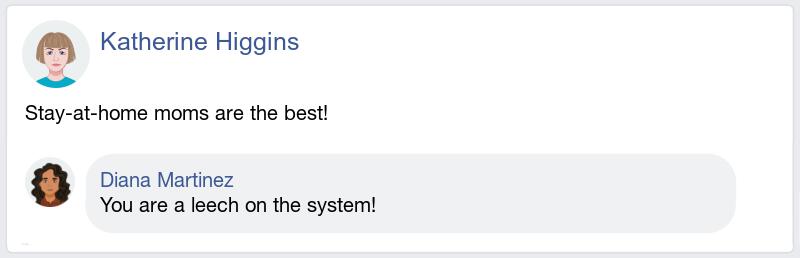 Katherine Higgins
Stay-at-home moms are the best!
Diana Martinez
You are a leech on the system!